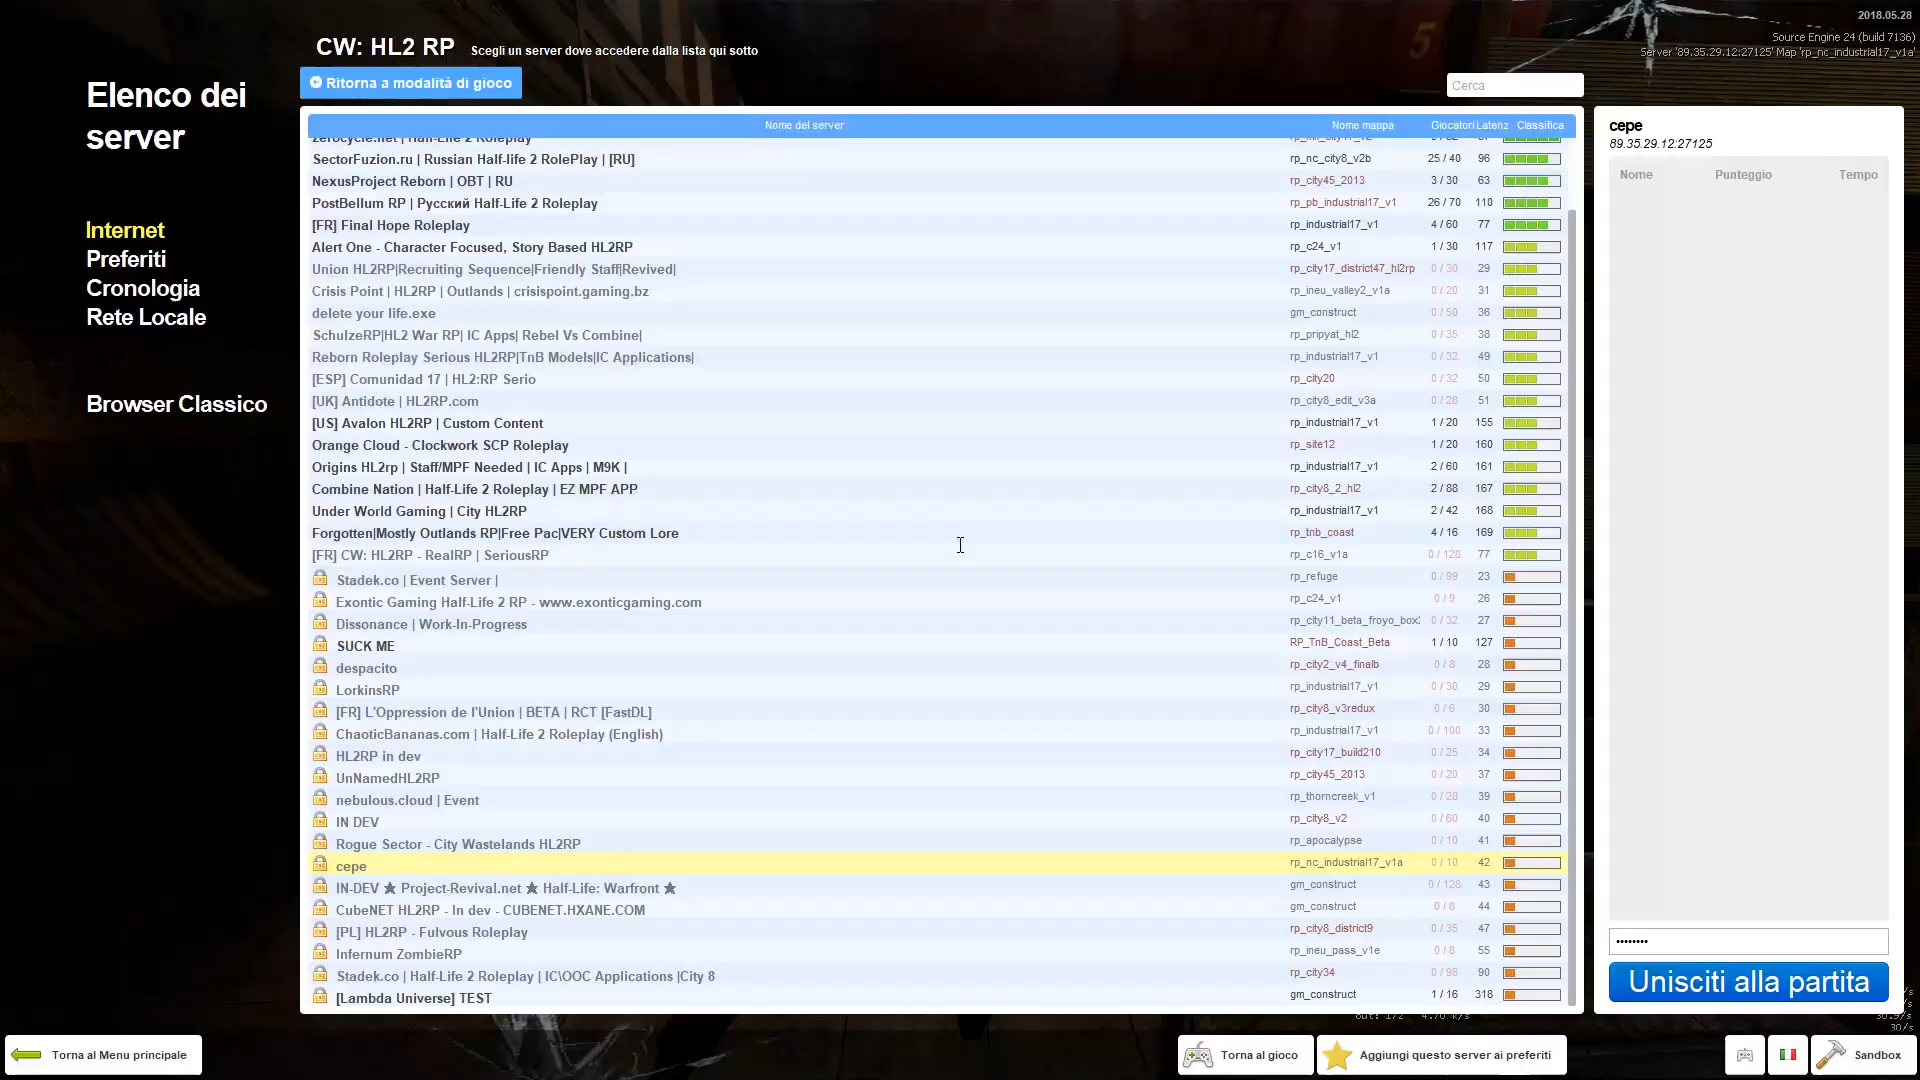 2018.05.28
Source Engine 24 (build 7136)
Server '89.35.29.12:27125' Map 'rp_nc_industrial17_v1a'
CW: HL2 RP Scegli un server dove accedere dalla lista qui sotto
Ritorna a modalità di gioco
Cerca
Elenco dei
server
Internet
Preferiti
Cronologia
Rete Locale
Browser Classico
Nome del server Nome mappa Giocatori Latenz Classifica
zerocycle.net | Half-Life 2 Roleplay
SectorFuzion.ru | Russian Half-life 2 RolePlay | [RU] rp_nc_city8_v2b 25 / 40 96
NexusProject Reborn | OBT | RU rp_city45_2013 3 / 30 63
PostBellum RP | Русский Half-Life 2 Roleplay rp_pb_industrial17_v1 26 / 70 110
[FR] Final Hope Roleplay rp_industrial17_v1 4 / 60 77
Alert One - Character Focused, Story Based HL2RP rp_c24_v1 1 / 30 117
Union HL2RP|Recruiting Sequence|Friendly Staff|Revived| rp_city17_district47_hl2rp 0 / 30 29
Crisis Point | HL2RP | Outlands | crisispoint.gaming.bz rp_ineu_valley2_v1a 0 / 20 31
delete your life.exe gm_construct 0 / 50 36
SchulzeRP|HL2 War RP| IC Apps| Rebel Vs Combine| rp_pripyat_hl2 0 / 35 38
Reborn Roleplay Serious HL2RP|TnB Models|IC Applications| rp_industrial17_v1 0 / 32 49
[ESP] Comunidad 17 | HL2:RP Serio rp_city20 0 / 32 50
[UK] Antidote | HL2RP.com rp_city8_edit_v3a 0 / 28 51
[US] Avalon HL2RP | Custom Content rp_industrial17_v1 1 / 20 155
Orange Cloud - Clockwork SCP Roleplay rp_site12 1 / 20 160
Origins HL2rp | Staff/MPF Needed | IC Apps | M9K | rp_industrial17_v1 2 / 60 161
Combine Nation | Half-Life 2 Roleplay | EZ MPF APP rp_city8_2_hl2 2 / 88 167
Under World Gaming | City HL2RP rp_industrial17_v1 2 / 42 168
Forgotten|Mostly Outlands RP|Free Pac|VERY Custom Lore rp_tnb_coast 4 / 16 169
[FR] CW: HL2RP - RealRP | SeriousRP rp_c16_v1a 0 / 128 77
Stadek.co | Event Server | rp_refuge 0 / 99 23
Exontic Gaming Half-Life 2 RP - www.exonticgaming.com rp_c24_v1 0 / 9 26
Dissonance | Work-In-Progress rp_city11_beta_froyo_box 0 / 32 27
SUCK ME RP_TnB_Coast_Beta 1 / 10 127
despacito rp_city2_v4_finalb 0 / 8 28
LorkinsRP rp_industrial17_v1 0 / 30 29
[FR] L'Oppression de l'Union | BETA | RCT [FastDL] rp_city8_v3redux 0 / 6 30
ChaoticBananas.com | Half-Life 2 Roleplay (English) rp_industrial17_v1 0 / 100 33
HL2RP in dev rp_city17_build210 0 / 25 34
UnNamedHL2RP rp_city45_2013 0 / 20 37
nebulous.cloud | Event rp_thorncreek_v1 0 / 28 39
IN DEV rp_city8_v2 0 / 60 40
Rogue Sector - City Wastelands HL2RP rp_apocalypse 0 / 10 41
cepe rp_nc_industrial17_v1a 0 / 10 42
IN-DEV ★ Project-Revival.net ★ Half-Life: Warfront ★ gm_construct 0 / 128 43
CubeNET HL2RP - In dev - CUBENET.HXANE.COM gm_construct 0 / 8 44
[PL] HL2RP - Fulvous Roleplay rp_city8_district9 0 / 35 47
Infernum ZombieRP rp_ineu_pass_v1e 0 / 8 55
Stadek.co | Half-Life 2 Roleplay | IC\OOC Applications |City 8 rp_city34 0 / 98 90
[Lambda Universe] TEST gm_construct 1 / 16 318
cepe
89.35.29.12:27125
Nome Punteggio Tempo
••••••••
Unisciti alla partita
30/s
Torna al Menu principale
Torna al gioco
Aggiungi questo server ai preferiti
Sandbox